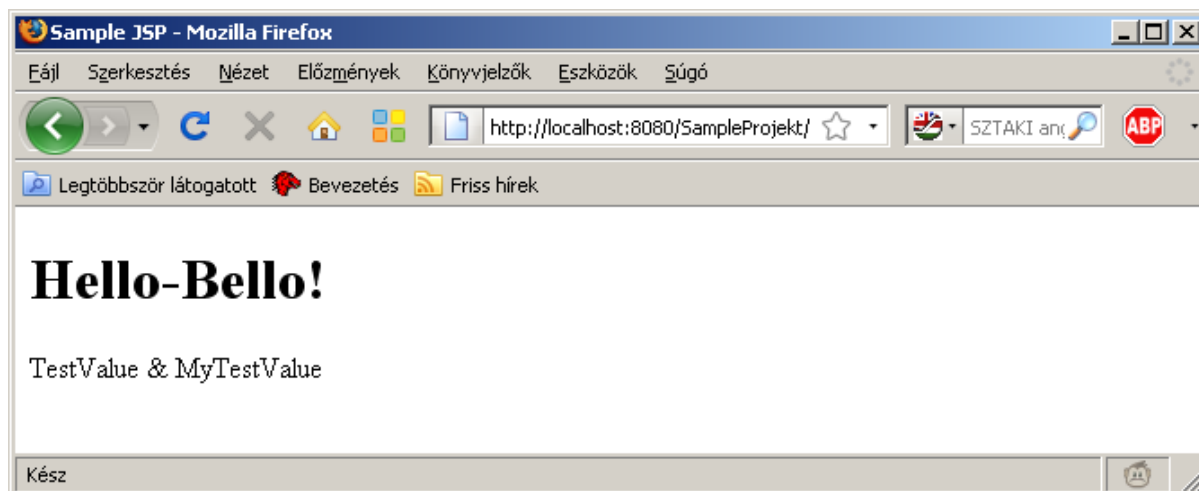 Sample JSP - Mozilla Firefox
Fájl Szerkesztés Nézet Előzmények Könyvjelzők Eszközök Súgó
http://localhost:8080/SampleProjekt/ SZTAKI ang ABP
Legtöbbször látogatott Bevezetés Friss hírek
Hello-Bello!
TestValue & MyTestValue
Kész